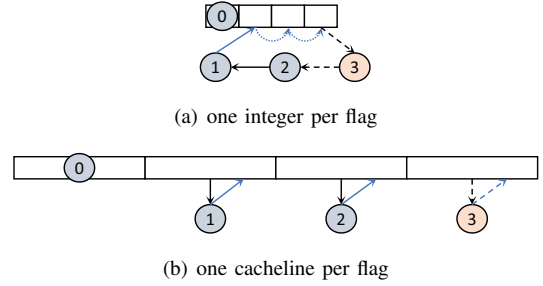 0
1 2 3
(a) one integer per flag
0
1 2 3
(b) one cacheline per flag